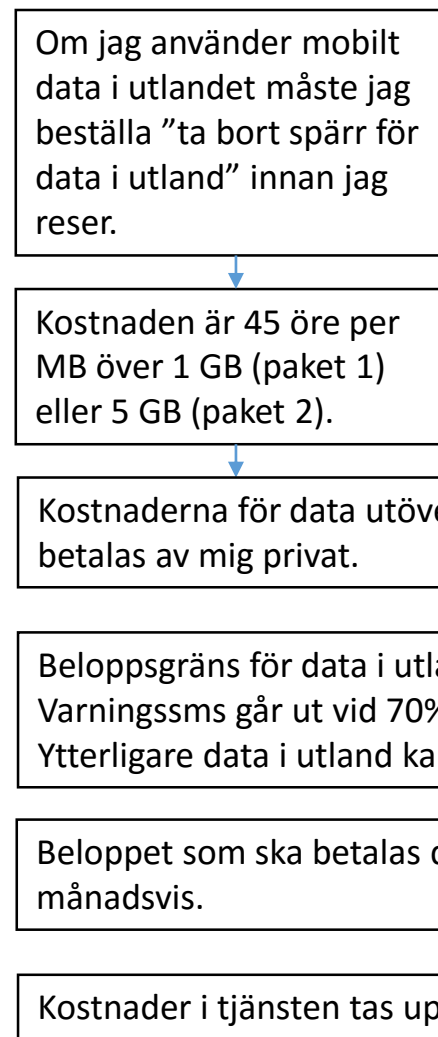 Om jag använder mobilt
data i utlandet måste jag
beställa ”ta bort spärr för
data i utland” innan jag
reser.
Kostnaden är 45 öre per
MB över 1 GB (paket 1)
eller 5 GB (paket 2).
Kostnaderna för data
betalas av mig privat.
Beloppsgräns för data i
Varningssms går ut vid 70%
Ytterligare data i utland
Beloppet som ska betalas
månadsvis.
Kostnader i tjänsten tas